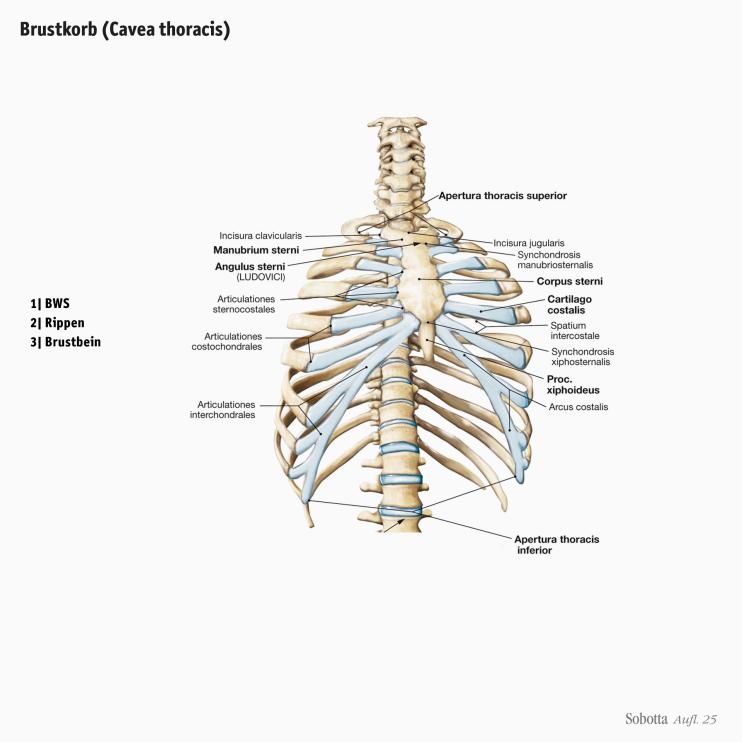 Brustkorb (Cavea thoracis)
1| BWS
2| Rippen
3| Brustbein
Incisura clavicularis
Manubrium sterni
Angulus sterni
(LUDOVICI)
Articulationes
sternocostales
Articulationes
costochondrales
Articulationes
interchondrales
Apertura thoracis superior
Incisura jugularis
Synchondrosis
manubriosternalis
Corpus sterni
Cartilago
costalis
Spatium
intercostale
Synchondrosis
xiphosternalis
Proc.
xiphoideus
Arcus costalis
Apertura thoracis
inferior
Sobotta Aufl. 25